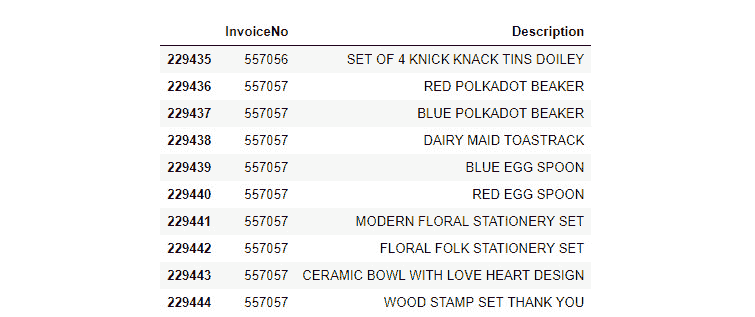 InvoiceNo Description
229435 557056 SET OF 4 KNICK KNACK TINS DOILEY
229436 557057 RED POLKADOT BEAKER
229437 557057 BLUE POLKADOT BEAKER
229438 557057 DAIRY MAID TOASTRACK
229439 557057 BLUE EGG SPOON
229440 557057 RED EGG SPOON
229441 557057 MODERN FLORAL STATIONERY SET
229442 557057 FLORAL FOLK STATIONERY SET
229443 557057 CERAMIC BOWL WITH LOVE HEART DESIGN
229444 557057 WOOD STAMP SET THANK YOU